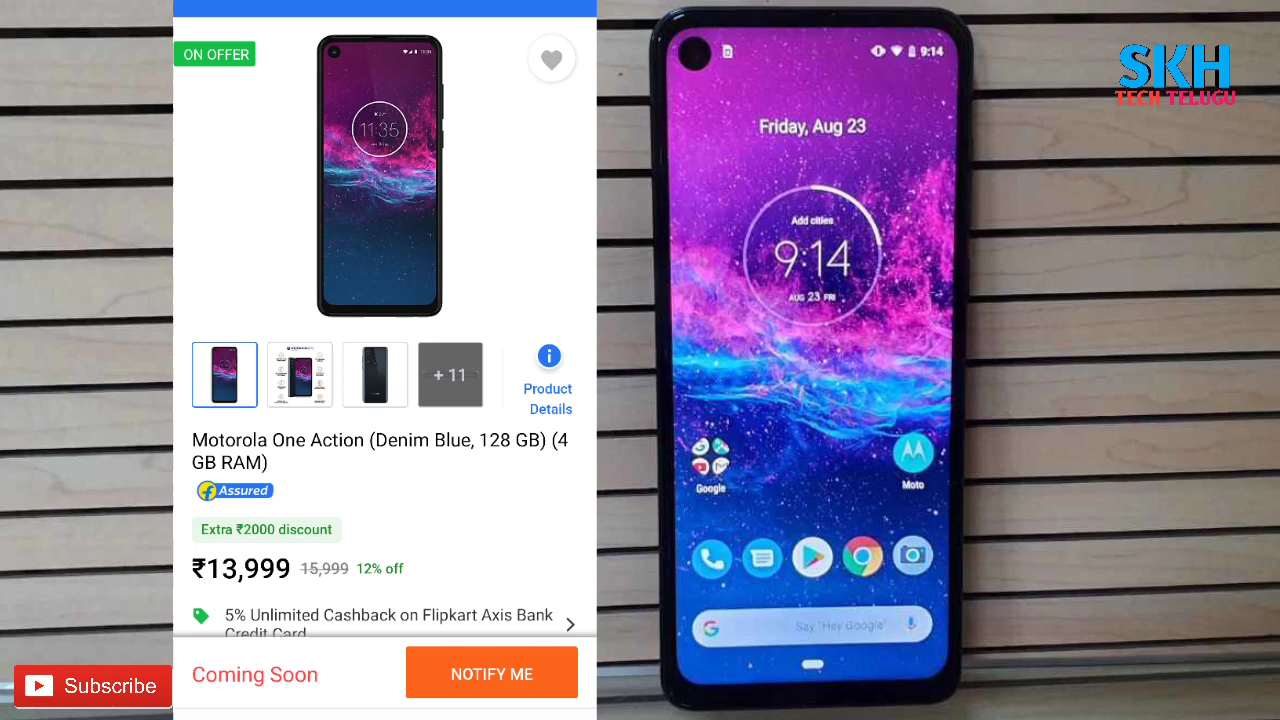 ON OFFER
11:35
+ 11
Product
Details
Motorola One Action (Denim Blue, 128 GB) (4
GB RAM)
Assured
Extra ₹2000 discount
₹13,999 15,999 12% off
5% Unlimited Cashback on Flipkart Axis Bank
Credit Card
Coming Soon
NOTIFY ME
Subscribe
9:14
Friday, Aug 23
Add cities
9:14
AUG 23 FRI
Google
Moto
G Say "Hey Google"
SKH
TECH TELUGU